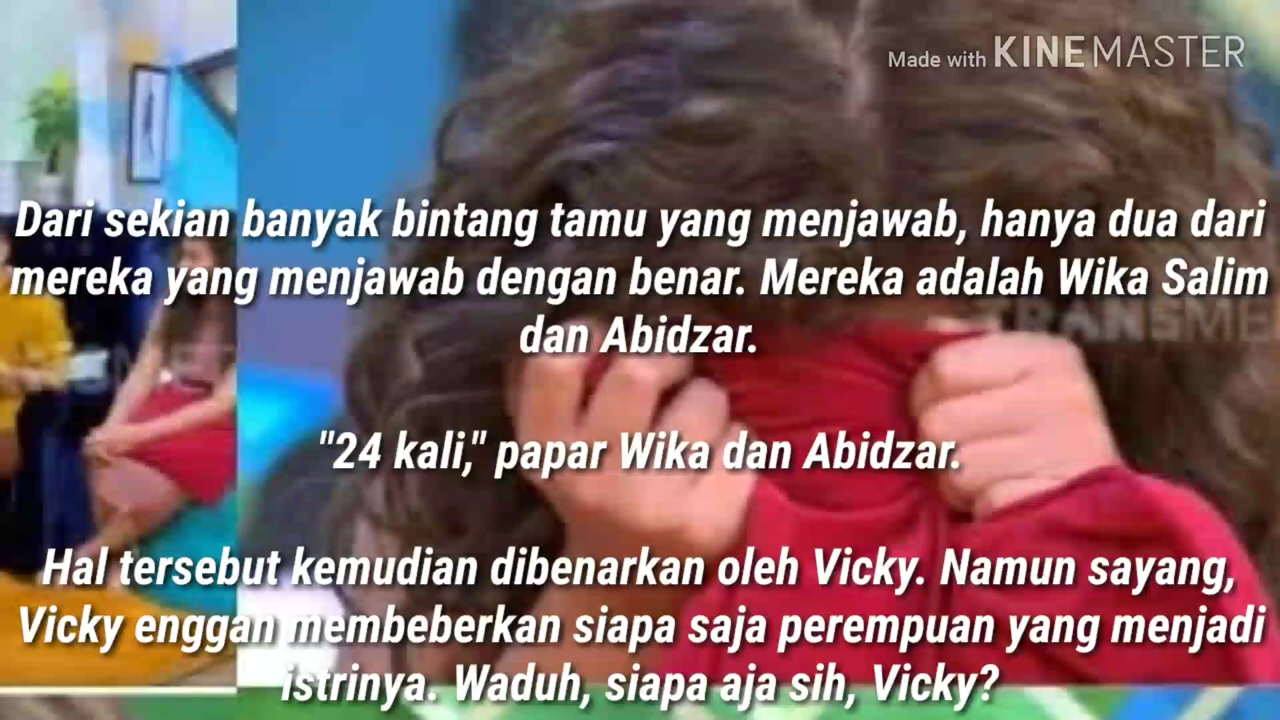 Made with KINEMASTER
Dari sekian banyak bintang tamu yang menjawab, hanya dua dari
mereka yang menjawab dengan benar. Mereka adalah Wika Salim
dan Abidzar.
"24 kali," papar Wika dan Abidzar.
Hal tersebut kemudian dibenarkan oleh Vicky. Namun sayang,
Vicky enggan membeberkan siapa saja perempuan yang menjadi
istrinya. Waduh, siapa aja sih, Vicky?